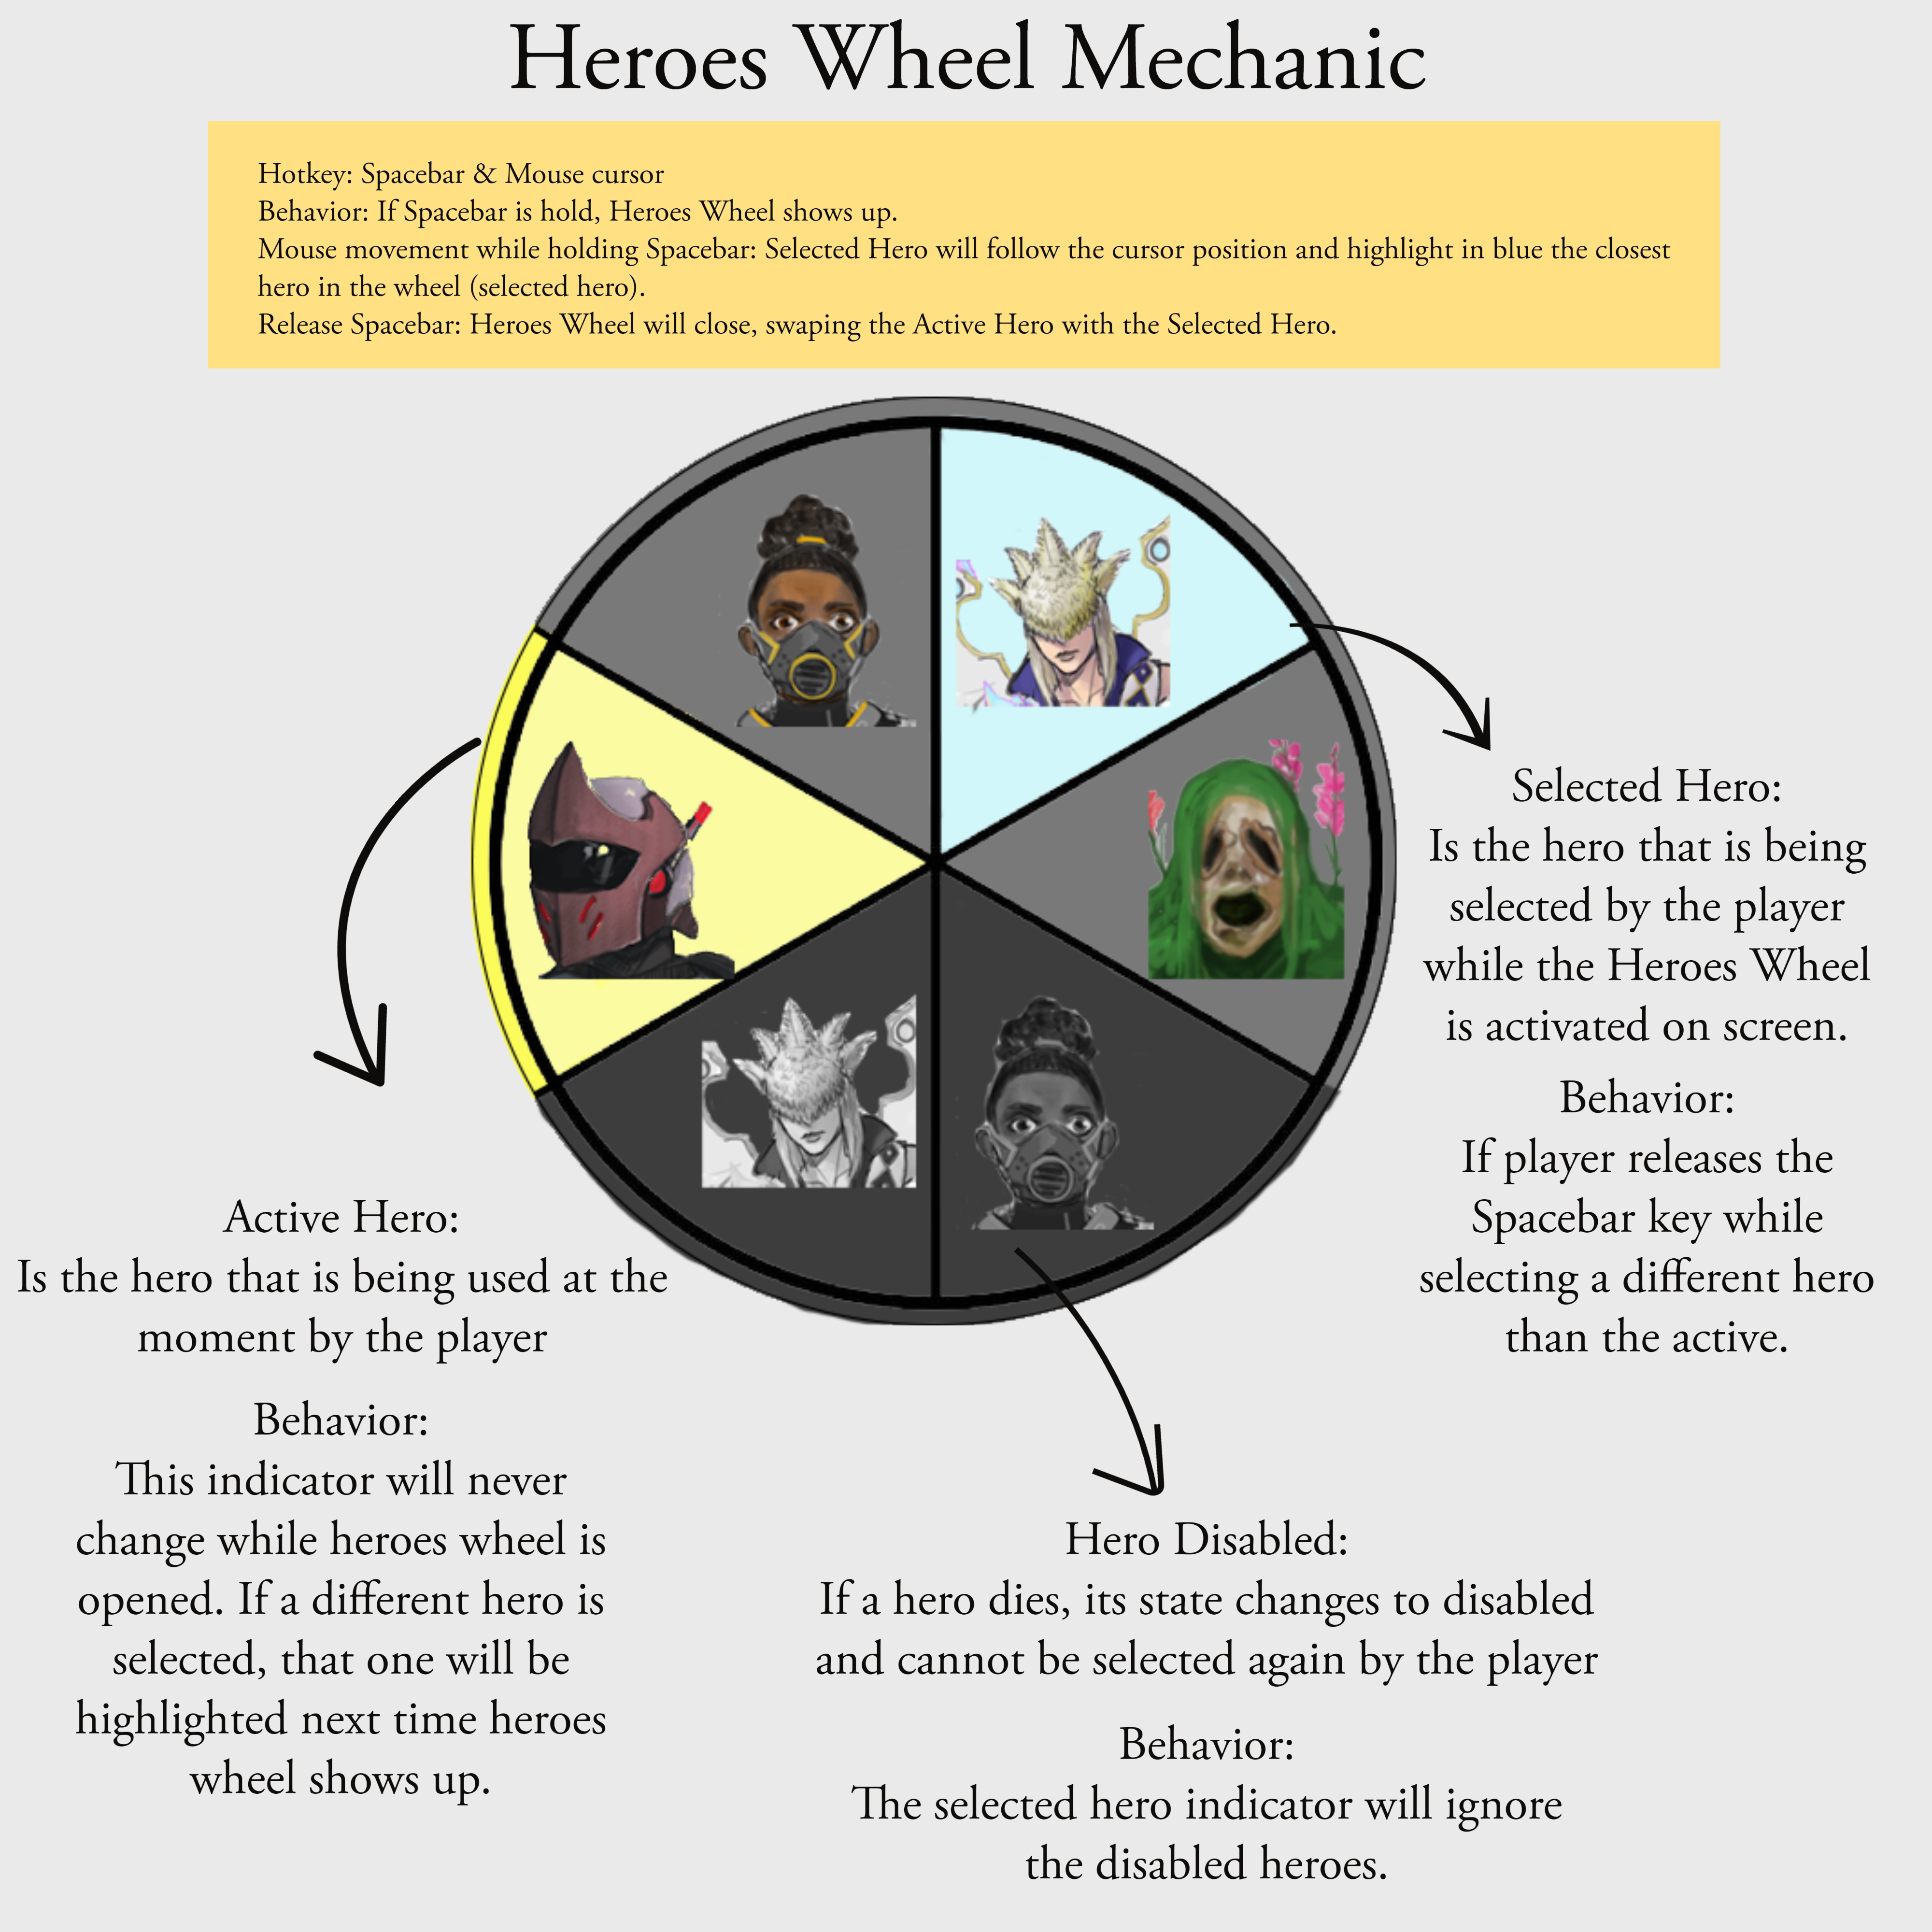 Heroes Wheel Mechanic
Hotkey: Spacebar & Mouse cursor
Behavior: If Spacebar is hold, Heroes Wheel shows up.
Mouse movement while holding Spacebar: Selected Hero will follow the cursor position and highlight in blue the closest
hero in the wheel (selected hero).
Release Spacebar: Heroes Wheel will close, swaping the Active Hero with the Selected Hero.
Selected Hero:
Is the hero that is being
selected by the player
while the Heroes Wheel
is activated on screen.
Behavior:
If player releases the
Spacebar key while
selecting a different hero
than the active.
Active Hero:
Is the hero that is being used at the
moment by the player
Behavior:
This indicator will never
change while heroes wheel is
opened. If a different hero is
selected, that one will be
highlighted next time heroes
wheel shows up.
Hero Disabled:
If a hero dies, its state changes to disabled
and cannot be selected again by the player
Behavior:
The selected hero indicator will ignore
the disabled heroes.